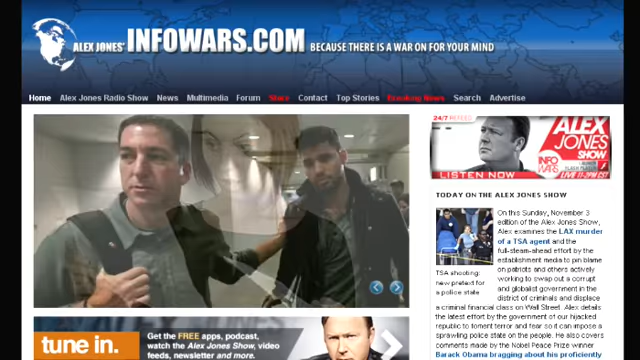 ALEX JONES' INFOWARS.COM BECAUSE THERE IS A WAR ON FOR YOUR MIND
Home Alex Jones Radio Show News Multimedia Forum Store Contact Top Stories Breaking News Search Advertise
24/7
ALEX
JONES
SHOW
INFO
WARS
LISTEN NOW
LIVE 11-2PM CST
TODAY ON THE ALEX JONES SHOW
On this Sunday, November 3
edition of the Alex Jones Show,
Alex examines the LAX murder
of a TSA agent and the
full-steam-ahead effort by the
establishment media to pin blame
on patriots and others actively
working to swap out a corrupt
and globalist government in the
district of criminals and displace
a criminal financial class on Wall Street. Alex details
the latest effort by the government of our hijacked
republic to foment terror and fear so it can impose a
sprawling police state on the people. He also covers
comments made by the Nobel Peace Prize winner
Barack Obama bragging about his proficiently
TSA shooting:
new pretext for
a police state
tune in.
Get the FREE apps, podcast,
watch the Alex Jones Show, video
feeds, newsletter and more.